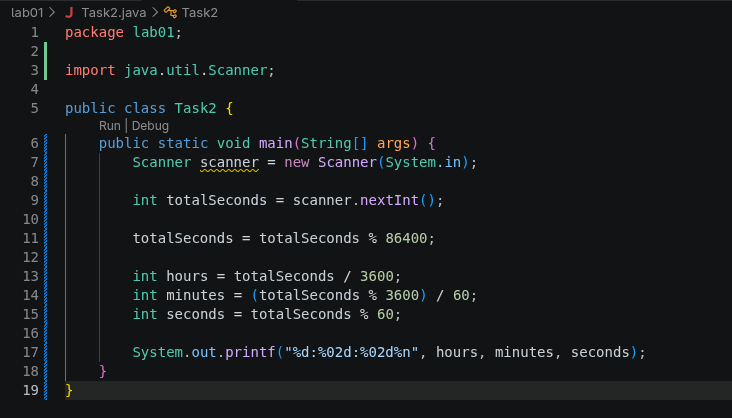 lab01 > Task2.java > Task2
1 package lab01;
2
3 import java.util.Scanner;
4
5 public class Task2 {
Run | Debug
6     public static void main(String[] args) {
7         Scanner scanner = new Scanner(System.in);
8
9         int totalSeconds = scanner.nextInt();
10
11         totalSeconds = totalSeconds % 86400;
12
13         int hours = totalSeconds / 3600;
14         int minutes = (totalSeconds % 3600) / 60;
15         int seconds = totalSeconds % 60;
16
17         System.out.printf("%d:%02d:%02d%n", hours, minutes, seconds);
18     }
19 }